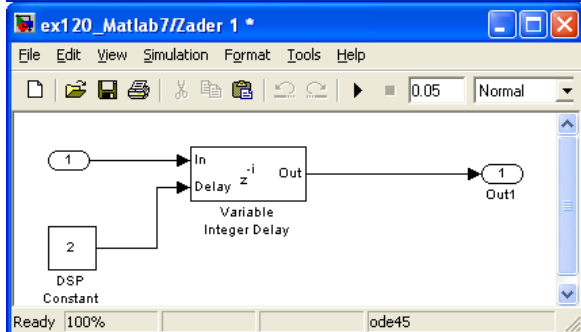 ex120_Matlab7/Zader 1 *
File Edit View Simulation Format Tools Help
0.05 Normal
1
In
z-i
Out
Delay
1
Out1
Variable
Integer Delay
2
DSP
Constant
Ready 100% ode45